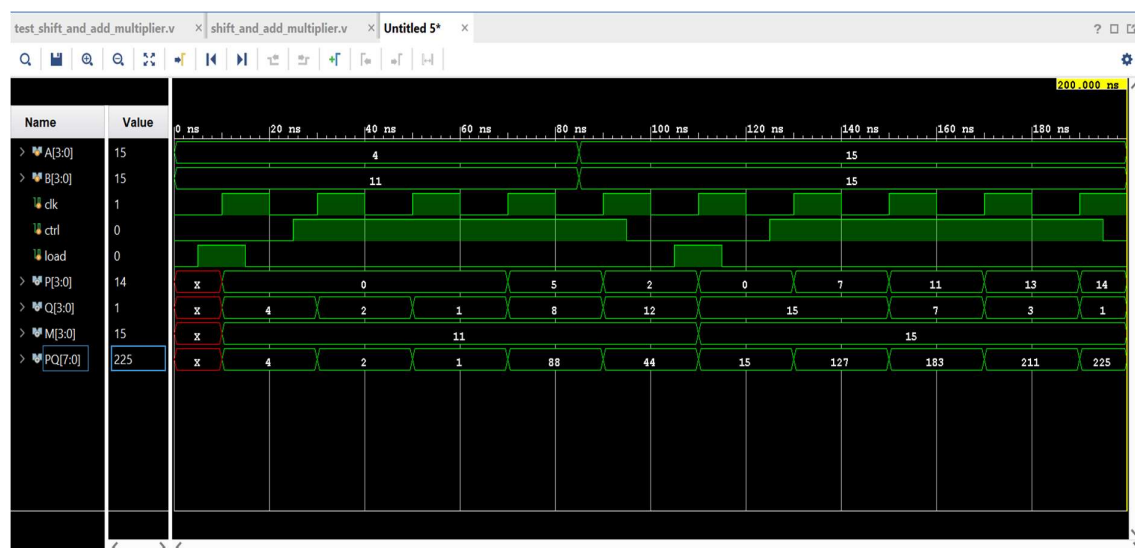 test_shift_and_add_multiplier.v × shift_and_add_multiplier.v × Untitled 5* ×
?
200.000 ns
Name Value 0 ns 20 ns 40 ns 60 ns 80 ns 100 ns 120 ns 140 ns 160 ns 180 ns
> A[3:0] 15 4 15
> B[3:0] 15 11 15
clk 1
ctrl 0
load 0
> P[3:0] 14 X 0 5 2 0 7 11 13 14
> Q[3:0] 1 X 4 2 1 8 12 15 7 3 1
> M[3:0] 15 X 11 15
> PQ[7:0] 225 X 4 2 1 88 44 15 127 183 211 225